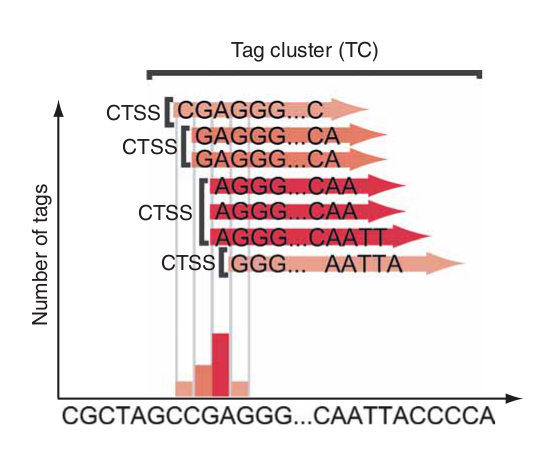 Tag cluster (TC)
CTSS CGAGGG...C
CTSS GAGGG...CA
GAGGG...CA
CTSS AGGG...CAA
AGGG...CAA
AGGG...CAATT
CTSS GGG... AATTA
Number of tags
CGCTAGCCGAGGG...CAATTACCCCA